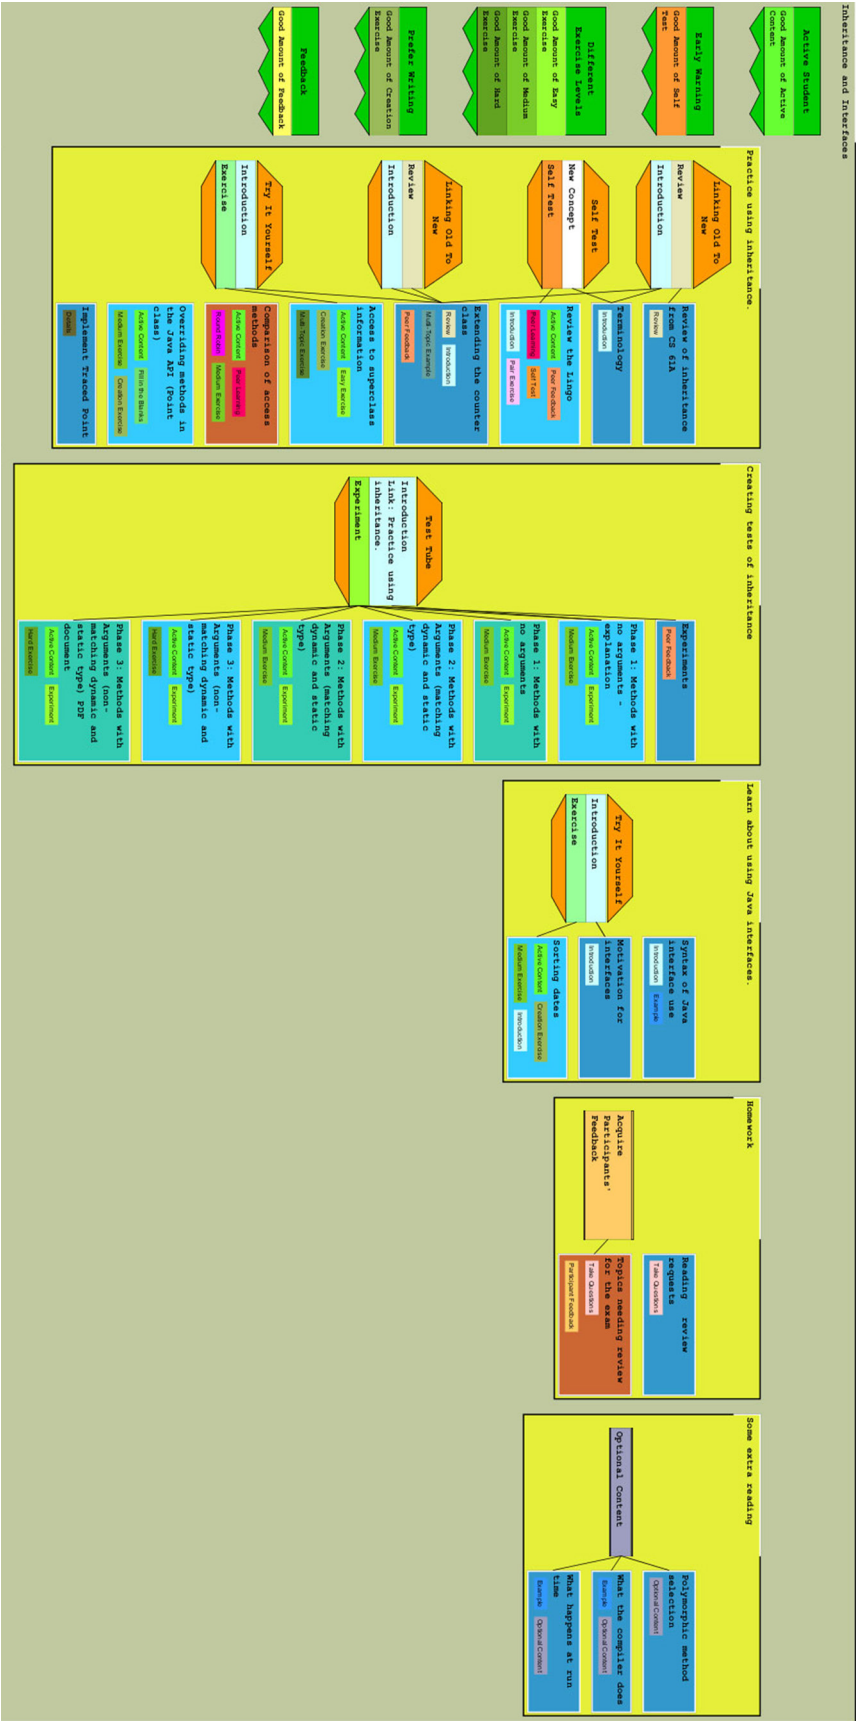 Inheritance and Interfaces
Active Student
Good Amount of Active
Content
Early Warning
Good Amount of Self
Test
Different
Exercise Levels
Good Amount of Easy
Exercise
Good Amount of Medium
Exercise
Good Amount of Hard
Exercise
Prefer Writing
Good Amount of Creation
Exercise
Feedback
Good Amount of Feedback
Practice using inheritance.
Linking Old To
New
Review
Introduction
Self Test
New Concept
Self Test
Linking Old To
New
Review
Introduction
Try It Yourself
Introduction
Exercise
Review of inheritance
from CS 61A
Review
Terminology
Introduction
Review the Lingo
Active Content Peer Feedback
Peer Learning Self Test
Introduction Pair Exercise
Extending the counter
class
Review Introduction
Multi-Topic Example
Peer Feedback
Access to superclass
information
Active Content Easy Exercise
Creation Exercise
Multi-Topic Exercise
Comparison of access
methods
Active Content Peer Learning
Round Robin Medium Exercise
Overriding methods in
the Java API (Point
class)
Active Content Fill in the Blanks
Medium Exercise Creation Exercise
Implement Traced Point
Details
Creating tests of inheritance
Test Tube
Introduction
Link: Practice using
inheritance.
Experiment
Experiments
Peer Feedback
Phase 1: Methods with
no arguments -
explanation
Active Content Experiment
Medium Exercise
Phase 1: Methods with
no arguments
Active Content Experiment
Medium Exercise
Phase 2: Methods with
Arguments (matching
dynamic and static
type)
Active Content Experiment
Medium Exercise
Phase 2: Methods with
Arguments (matching
dynamic and static
type)
Active Content Experiment
Medium Exercise
Phase 3: Methods with
Arguments (non-
matching dynamic and
static type)
Active Content Experiment
Hard Exercise
Phase 3: Methods with
Arguments (non-
matching dynamic and
static type) PDF
document
Active Content Experiment
Hard Exercise
Learn about using Java interfaces.
Try It Yourself
Introduction
Exercise
Syntax of Java
interface use
Introduction Example
Motivation for
interfaces
Introduction
Sorting dates
Active Content Creation Exercise
Medium Exercise Introduction
Homework
Acquire
Participants'
Feedback
Reading review
requests
Take Questions
Topics needing review
for the exam
Take Questions
Participant Feedback
Some extra reading
Optional Content
Polymorphic method
selection
Optional Content
What the compiler does
Example Optional Content
What happens at run
time
Example Optional Content